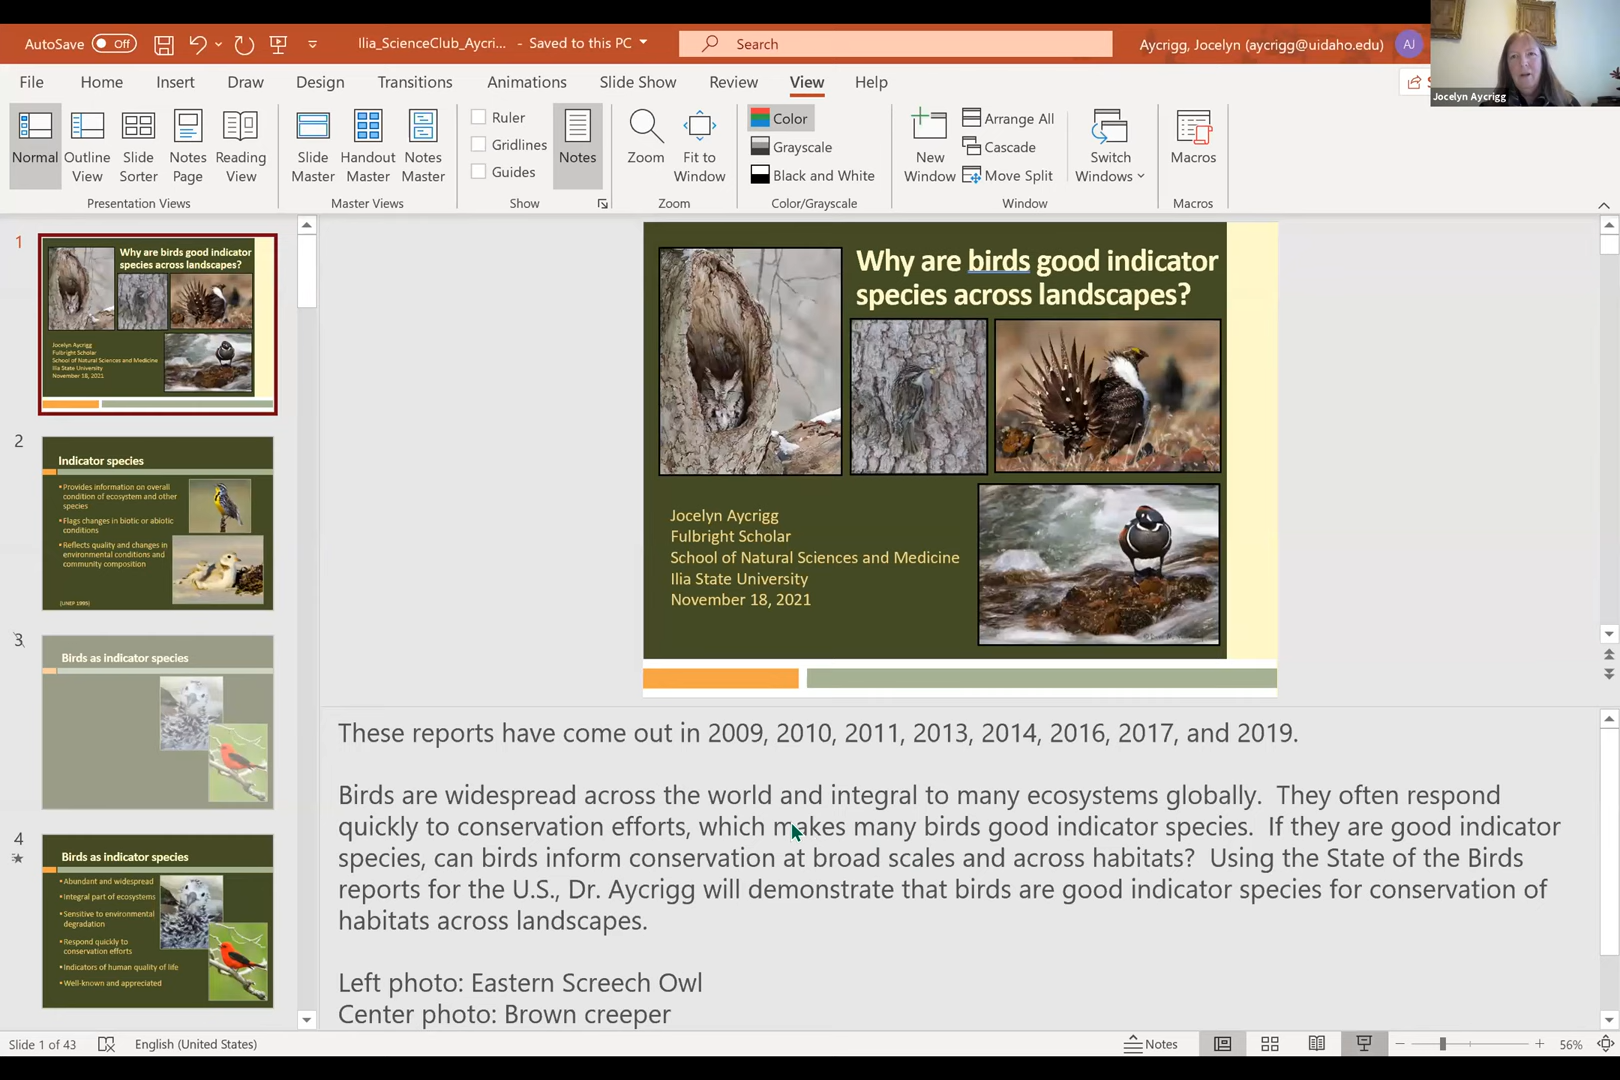 AutoSave Off
Ilia_ScienceClub_Aycri... - Saved to this PC
Search
Aycrigg, Jocelyn (aycrigg@uidaho.edu)
AJ
Jocelyn Aycrigg
File Home Insert Draw Design Transitions Animations Slide Show Review View Help
Normal
Outline View
Slide Sorter
Notes Page
Reading View
Presentation Views
Slide Master
Handout Master
Notes Master
Master Views
Ruler
Gridlines
Guides
Notes
Show
Zoom
Fit to Window
Zoom
Color
Grayscale
Black and White
Color/Grayscale
New Window
Arrange All
Cascade
Move Split
Switch Windows
Window
Macros
Macros
1
Why are birds good indicator
species across landscapes?
Jocelyn Aycrigg
Fulbright Scholar
School of Natural Sciences and Medicine
Ilia State University
November 18, 2021
2
Indicator species
Provides information on overall
condition of ecosystem and other
species
Flags changes in biotic or abiotic
conditions
Reflects quality and changes in
environmental conditions and
community composition
(UNEP 1995)
3
Birds as indicator species
4
Birds as indicator species
Abundant and widespread
Integral part of ecosystems
Sensitive to environmental
degradation
Respond quickly to
conservation efforts
Indicators of human quality of life
Well-known and appreciated
Why are birds good indicator
species across landscapes?
Jocelyn Aycrigg
Fulbright Scholar
School of Natural Sciences and Medicine
Ilia State University
November 18, 2021
These reports have come out in 2009, 2010, 2011, 2013, 2014, 2016, 2017, and 2019.
Birds are widespread across the world and integral to many ecosystems globally. They often respond
quickly to conservation efforts, which makes many birds good indicator species. If they are good indicator
species, can birds inform conservation at broad scales and across habitats? Using the State of the Birds
reports for the U.S., Dr. Aycrigg will demonstrate that birds are good indicator species for conservation of
habitats across landscapes.
Left photo: Eastern Screech Owl
Center photo: Brown creeper
Slide 1 of 43
English (United States)
Notes
56%